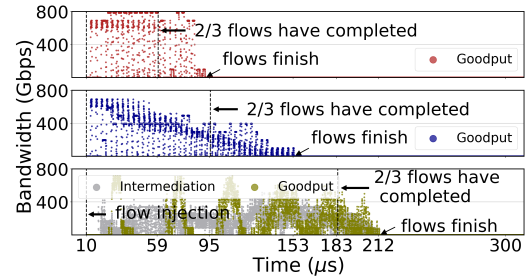 800
400
2/3 flows have completed
flows finish
Goodput
800
400
2/3 flows have completed
flows finish
Goodput
800
400
Intermediation
Goodput
2/3 flows have
completed
flow injection
flows finish
Bandwidth (Gbps)
10 59 95 153 183 212 300
Time (μs)